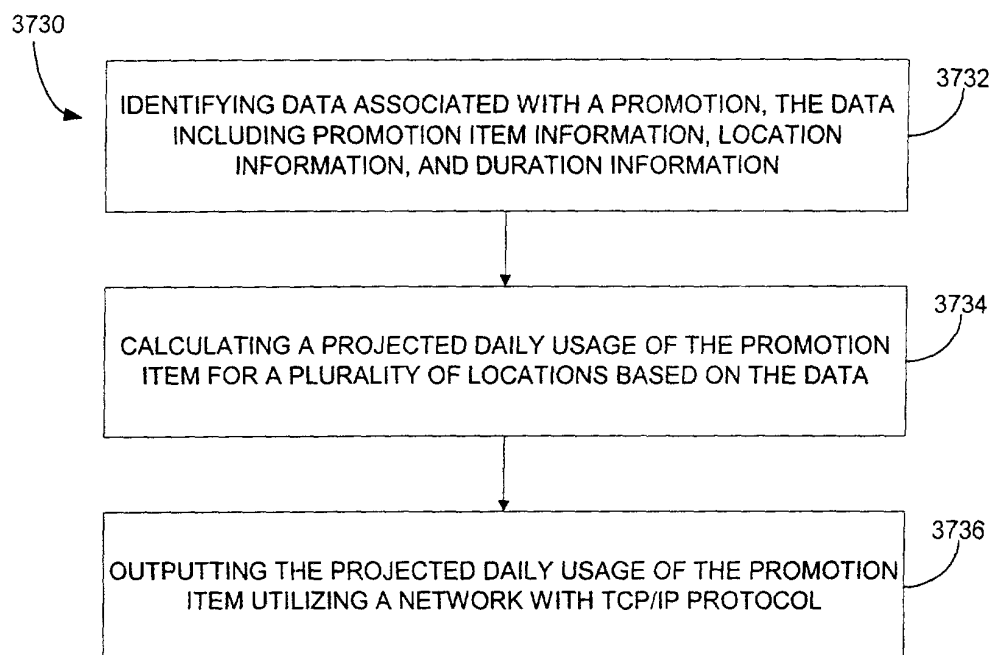 3730
3732
IDENTIFYING DATA ASSOCIATED WITH A PROMOTION, THE DATA
INCLUDING PROMOTION ITEM INFORMATION, LOCATION
INFORMATION, AND DURATION INFORMATION
3734
CALCULATING A PROJECTED DAILY USAGE OF THE PROMOTION
ITEM FOR A PLURALITY OF LOCATIONS BASED ON THE DATA
3736
OUTPUTTING THE PROJECTED DAILY USAGE OF THE PROMOTION
ITEM UTILIZING A NETWORK WITH TCP/IP PROTOCOL